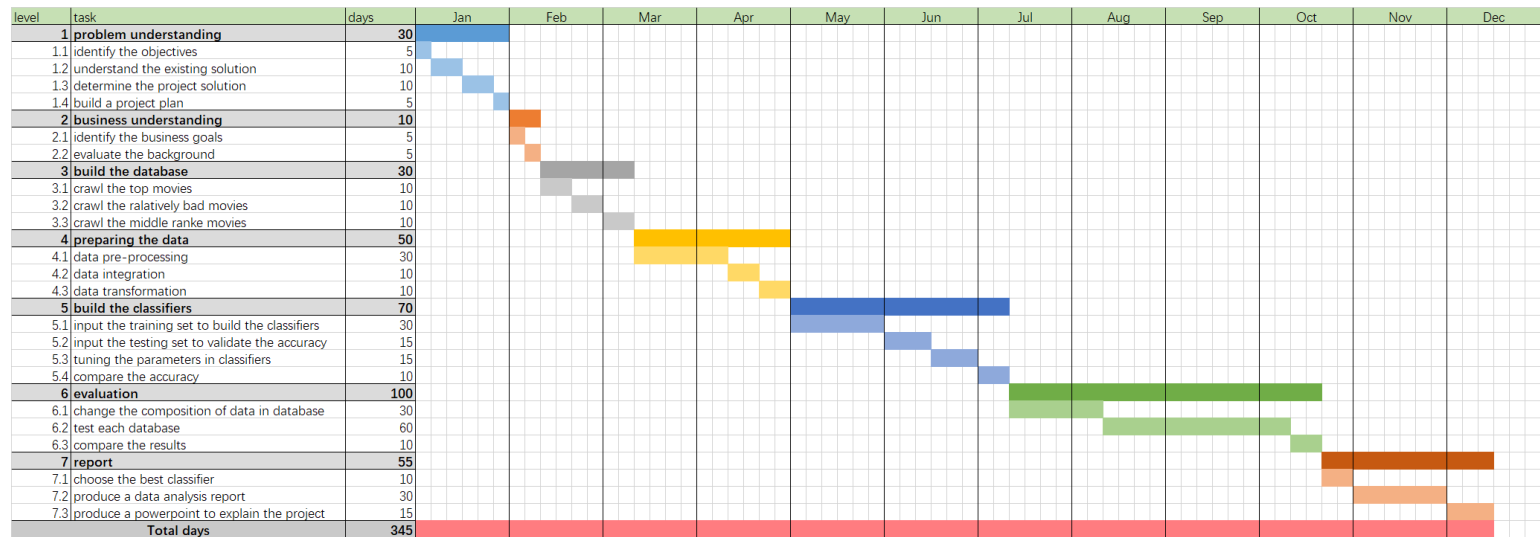 level task days Jan Feb Mar Apr May Jun Jul Aug Sep Oct Nov Dec
1 problem understanding 30
1.1 identify the objectives 5
1.2 understand the existing solution 10
1.3 determine the project solution 10
1.4 build a project plan 5
2 business understanding 10
2.1 identify the business goals 5
2.2 evaluate the background 5
3 build the database 30
3.1 crawl the top movies 10
3.2 crawl the ralatively bad movies 10
3.3 crawl the middle ranke movies 10
4 preparing the data 50
4.1 data pre-processing 30
4.2 data integration 10
4.3 data transformation 10
5 build the classifiers 70
5.1 input the training set to build the classifiers 30
5.2 input the testing set to validate the accuracy 15
5.3 tuning the parameters in classifiers 15
5.4 compare the accuracy 10
6 evaluation 100
6.1 change the composition of data in database 30
6.2 test each database 60
6.3 compare the results 10
7 report 55
7.1 choose the best classifier 10
7.2 produce a data analysis report 30
7.3 produce a powerpoint to explain the project 15
Total days 345